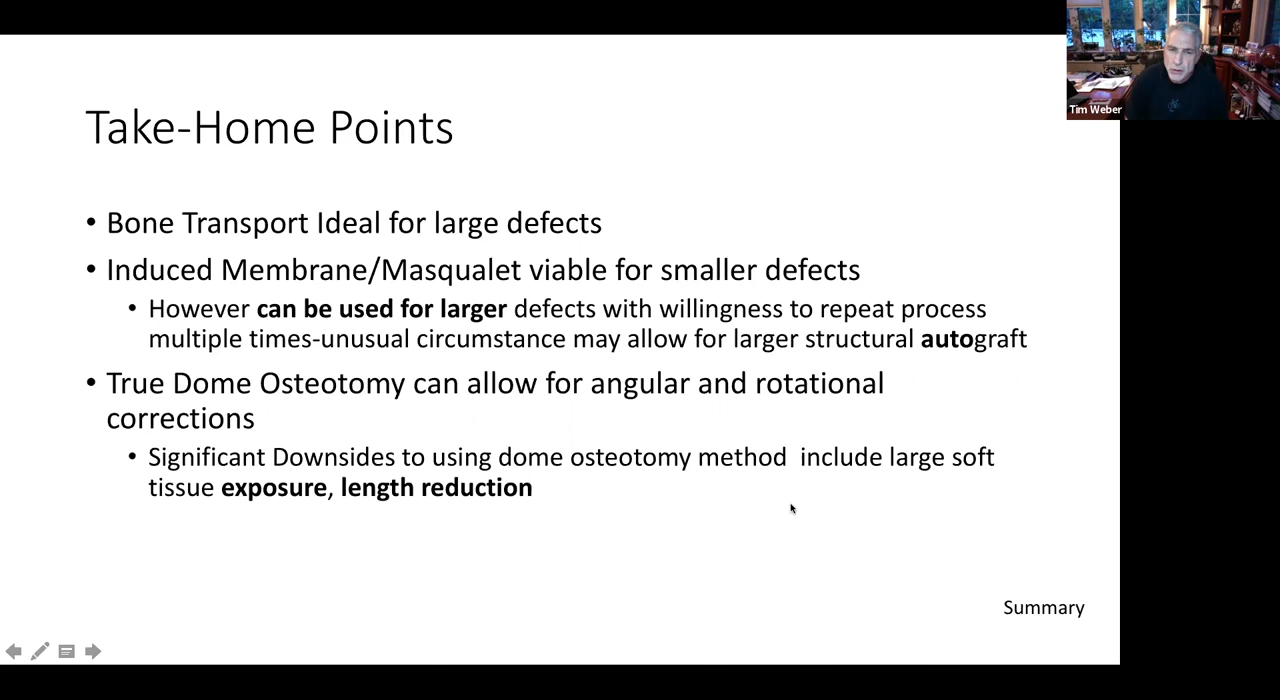 Tim Weber
Take-Home Points
• Bone Transport Ideal for large defects
• Induced Membrane/Masqualet viable for smaller defects
• However can be used for larger defects with willingness to repeat process
multiple times-unusual circumstance may allow for larger structural autograft
• True Dome Osteotomy can allow for angular and rotational
corrections
• Significant Downsides to using dome osteotomy method  include large soft
tissue exposure, length reduction
Summary